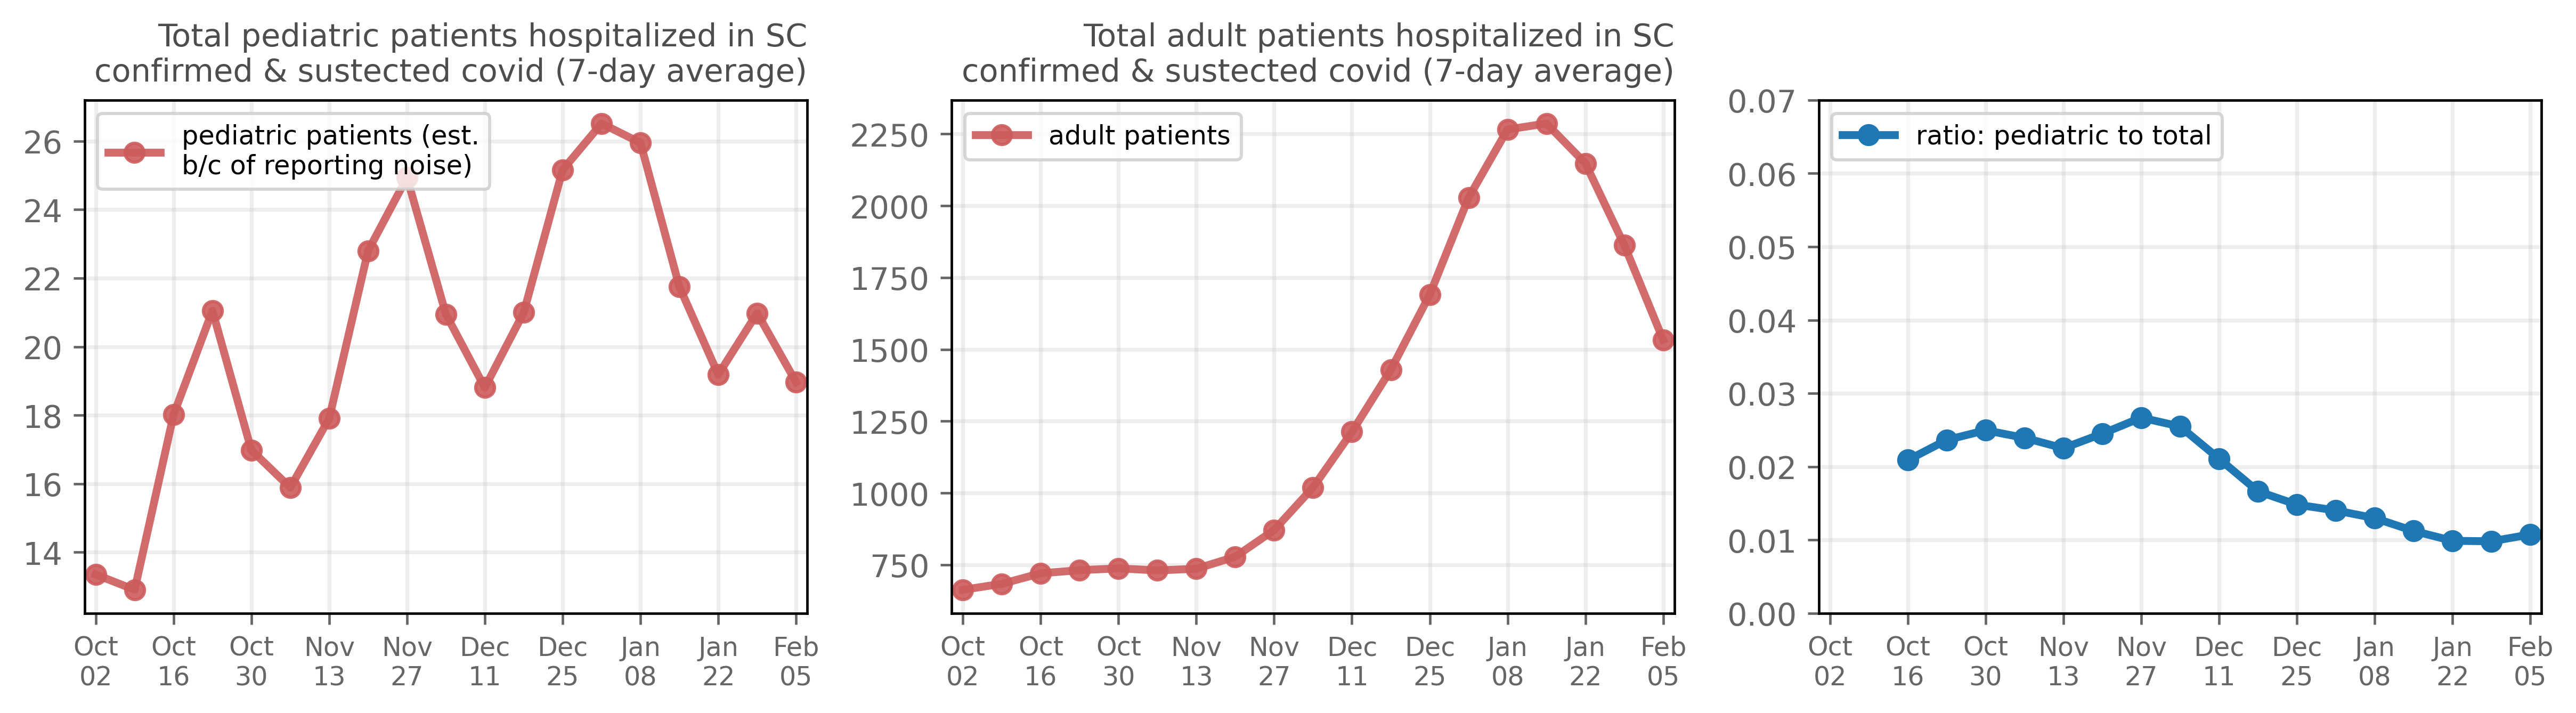 Total pediatric patients hospitalized in SC
confirmed & sustected covid (7-day average)
pediatric patients (est.
b/c of reporting noise)
26
24
22
20
18
16
14
Oct Oct Oct Nov Nov Dec Dec Jan Jan Feb
02 16 30 13 27 11 25 08 22 05
Total adult patients hospitalized in SC
confirmed & sustected covid (7-day average)
adult patients
2250
2000
1750
1500
1250
1000
750
Oct Oct Oct Nov Nov Dec Dec Jan Jan Feb
02 16 30 13 27 11 25 08 22 05
ratio: pediatric to total
0.07
0.06
0.05
0.04
0.03
0.02
0.01
0.00
Oct Oct Oct Nov Nov Dec Dec Jan Jan Feb
02 16 30 13 27 11 25 08 22 05